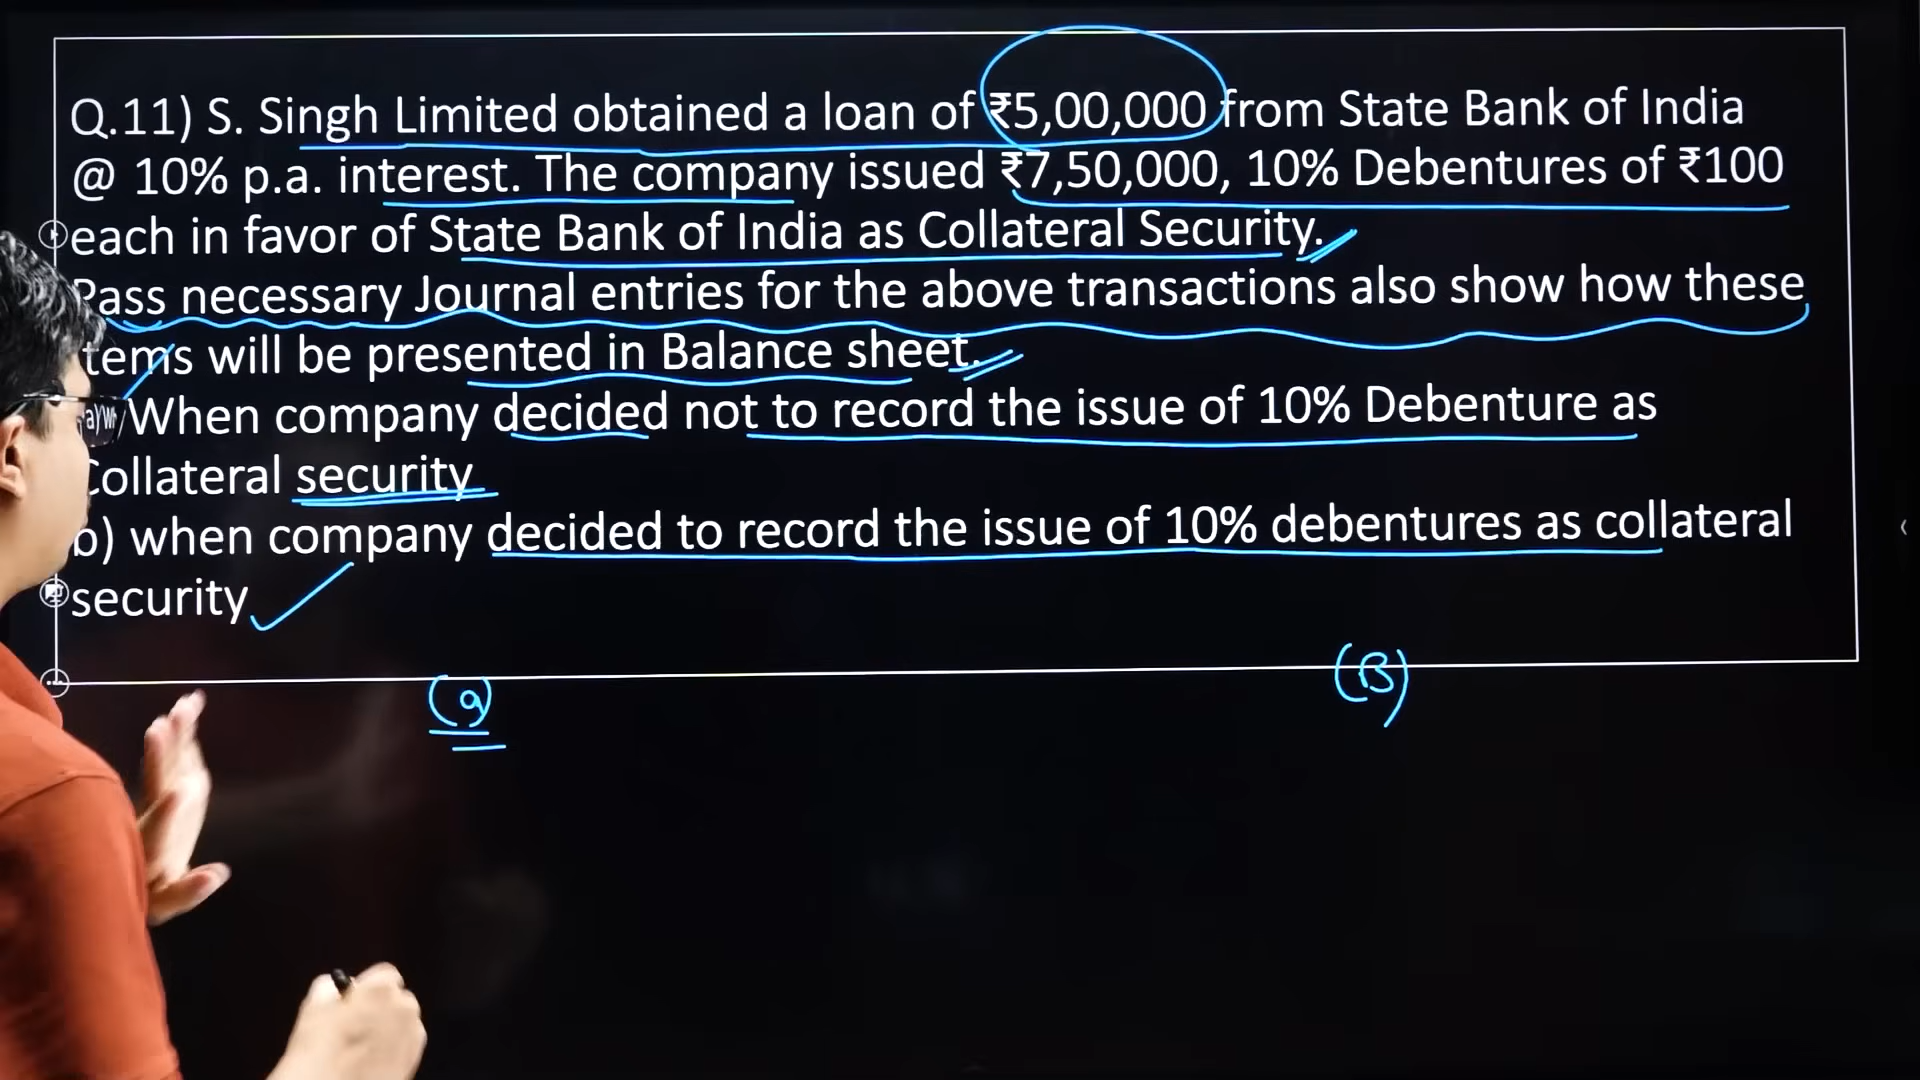 Q.11) S. Singh Limited obtained a loan of ₹5,00,000 from State Bank of India
@ 10% p.a. interest. The company issued ₹7,50,000, 10% Debentures of ₹100
each in favor of State Bank of India as Collateral Security.
Pass necessary Journal entries for the above transactions also show how these
tems will be presented in Balance sheet.
a) When company decided not to record the issue of 10% Debenture as
Collateral security
b) when company decided to record the issue of 10% debentures as collateral
security
(a) (B)